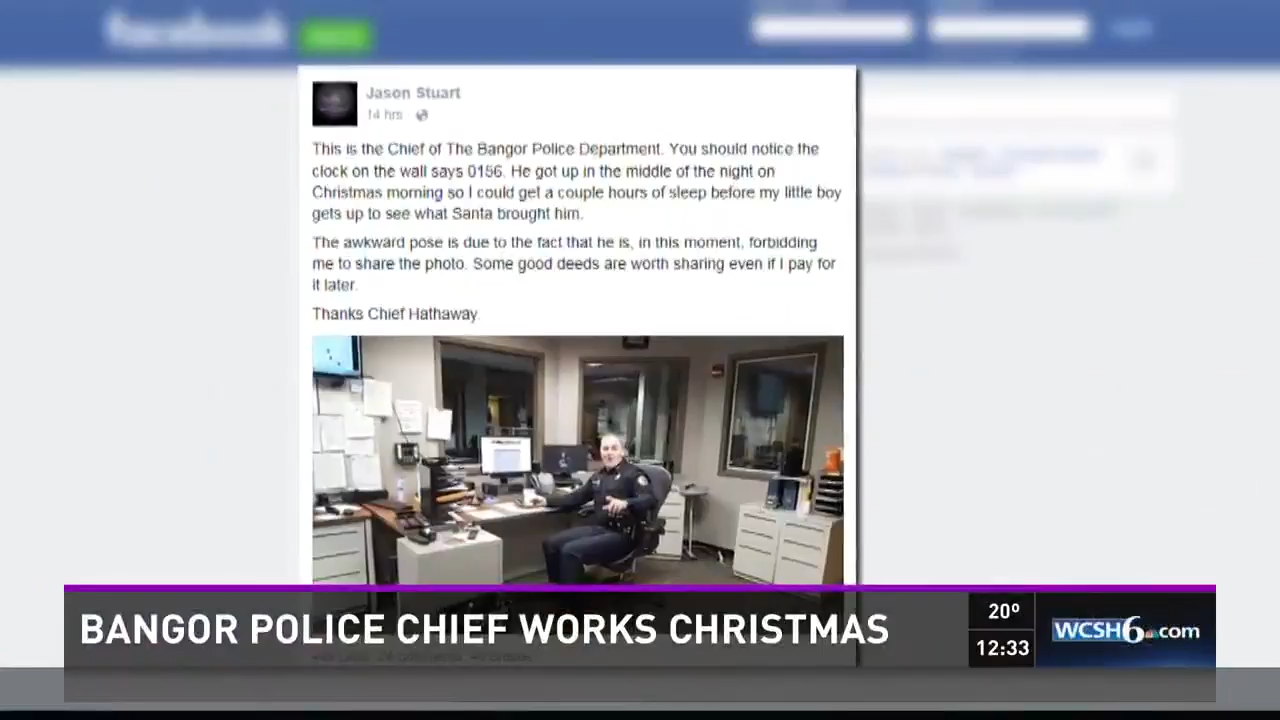 facebook
Jason Stuart
14 hrs
This is the Chief of The Bangor Police Department. You should notice the
clock on the wall says 0156. He got up in the middle of the night on
Christmas morning so I could get a couple hours of sleep before my little boy
gets up to see what Santa brought him.
The awkward pose is due to the fact that he is, in this moment, forbidding
me to share the photo. Some good deeds are worth sharing even if I pay for
it later.
Thanks Chief Hathaway
BANGOR POLICE CHIEF WORKS CHRISTMAS
20°
12:33
WCSH6.com